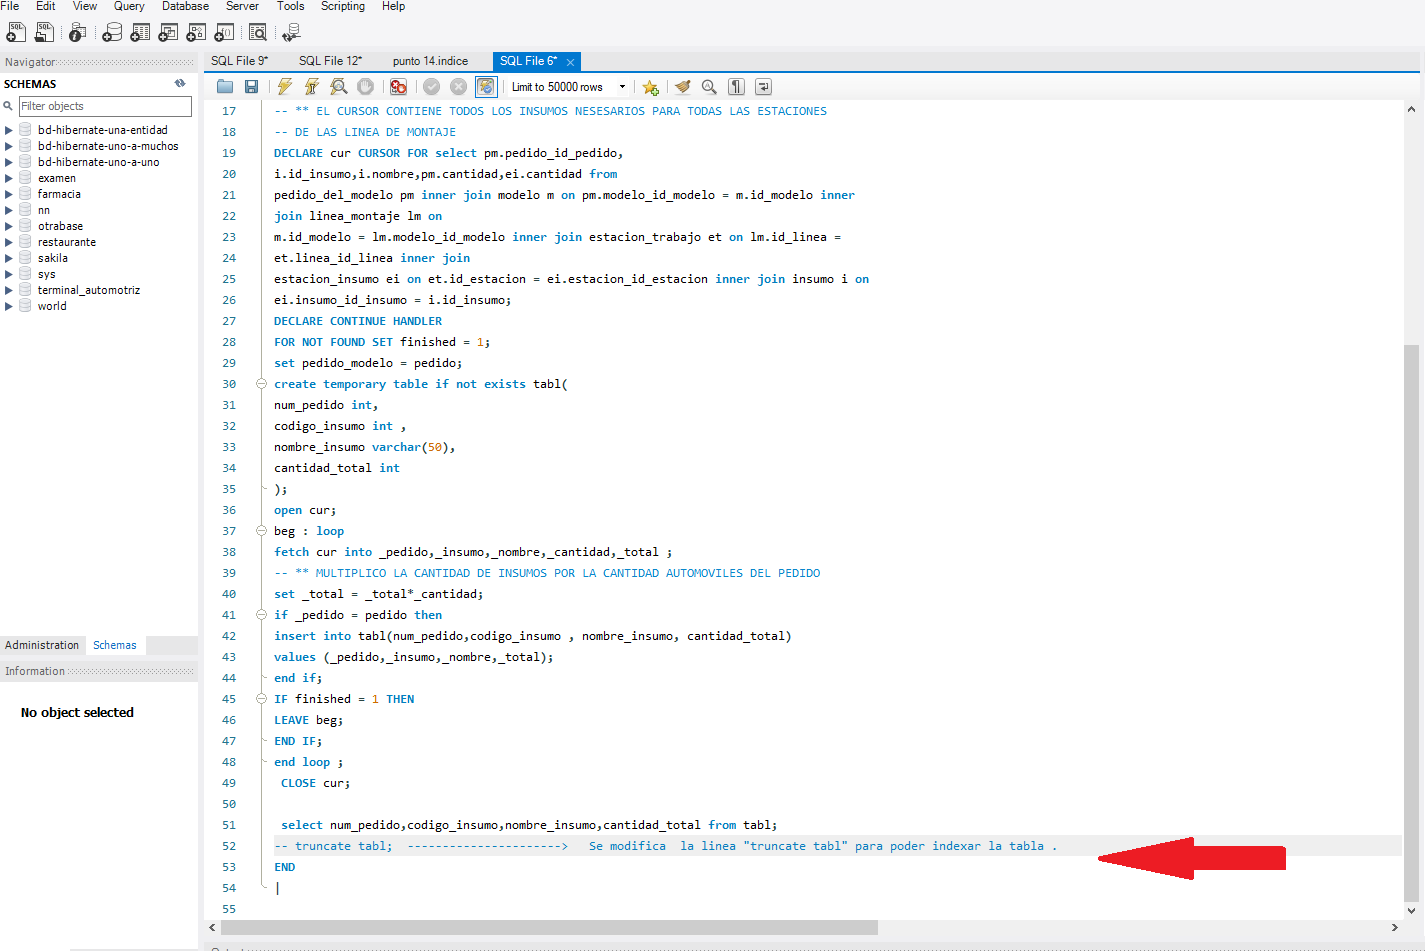 File Edit View Query Database Server Tools Scripting Help
Navigator
SQL File 9* SQL File 12* punto 14.indice SQL File 6* ×
SCHEMAS
Filter objects
bd-hibernate-una-entidad
bd-hibernate-uno-a-muchos
bd-hibernate-uno-a-uno
examen
farmacia
nn
otrabase
restaurante
sakila
sys
terminal_automotriz
world
Administration Schemas
Information
No object selected
Limit to 50000 rows
17 -- ** EL CURSOR CONTIENE TODOS LOS INSUMOS NESESARIOS PARA TODAS LAS ESTACIONES
18 -- DE LAS LINEA DE MONTAJE
19 DECLARE cur CURSOR FOR select pm.pedido_id_pedido,
20 i.id_insumo,i.nombre,pm.cantidad,ei.cantidad from
21 pedido_del_modelo pm inner join modelo m on pm.modelo_id_modelo = m.id_modelo inner
22 join linea_montaje lm on
23 m.id_modelo = lm.modelo_id_modelo inner join estacion_trabajo et on lm.id_linea =
24 et.linea_id_linea inner join
25 estacion_insumo ei on et.id_estacion = ei.estacion_id_estacion inner join insumo i on
26 ei.insumo_id_insumo = i.id_insumo;
27 DECLARE CONTINUE HANDLER
28 FOR NOT FOUND SET finished = 1;
29 set pedido_modelo = pedido;
30 create temporary table if not exists tabl(
31 num_pedido int,
32 codigo_insumo int ,
33 nombre_insumo varchar(50),
34 cantidad_total int
35 );
36 open cur;
37 beg : loop
38 fetch cur into _pedido,_insumo,_nombre,_cantidad,_total ;
39 -- ** MULTIPLICO LA CANTIDAD DE INSUMOS POR LA CANTIDAD AUTOMOVILES DEL PEDIDO
40 set _total = _total*_cantidad;
41 if _pedido = pedido then
42 insert into tabl(num_pedido,codigo_insumo , nombre_insumo, cantidad_total)
43 values (_pedido,_insumo,_nombre,_total);
44 end if;
45 IF finished = 1 THEN
46 LEAVE beg;
47 END IF;
48 end loop ;
49 CLOSE cur;
50
51 select num_pedido,codigo_insumo,nombre_insumo,cantidad_total from tabl;
52 -- truncate tabl; ----------------------> Se modifica la linea "truncate tabl" para poder indexar la tabla .
53 END
54
55